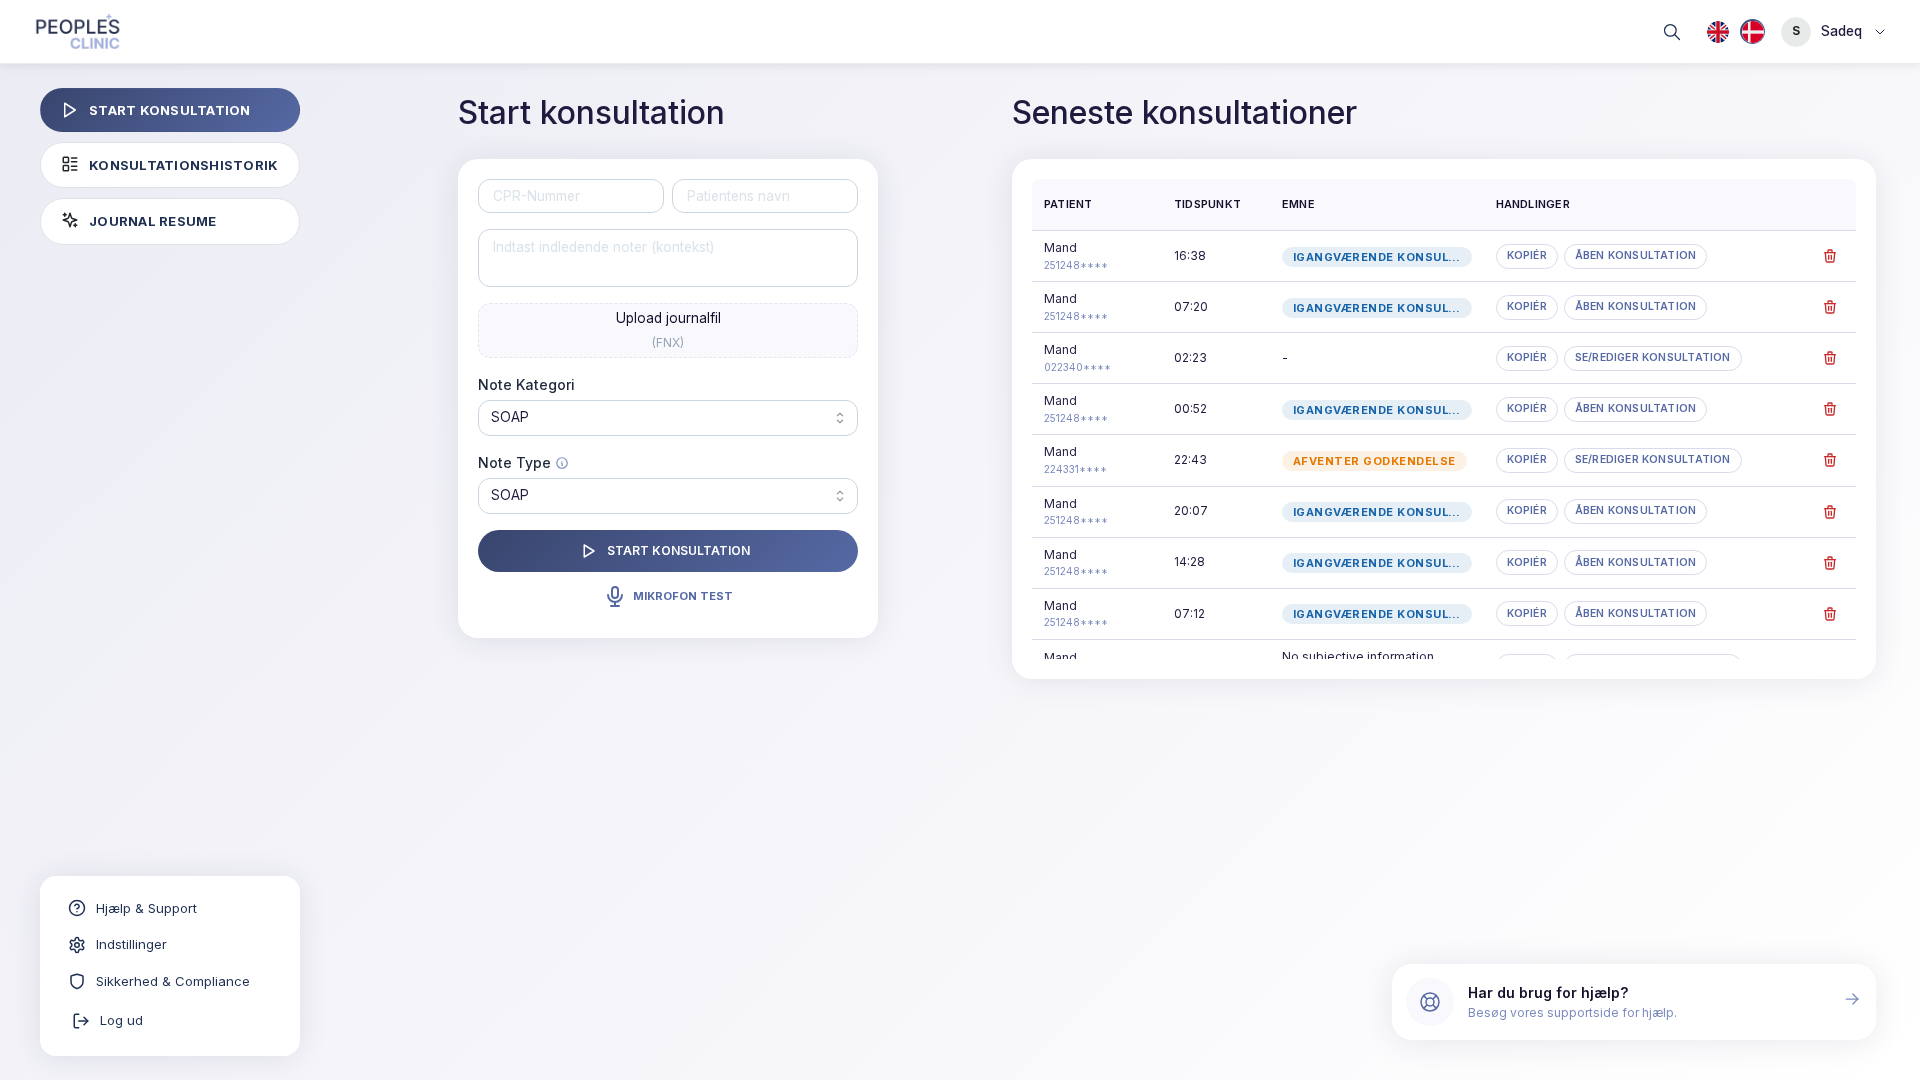 PEOPLE'S
CLINIC
S
Sadeq
START KONSULTATION
KONSULTATIONSHISTORIK
JOURNAL RESUME
Start konsultation
CPR-Nummer
Patientens navn
Indtast indledende noter (kontekst)
Upload journalfil
(FNX)
Note Kategori
SOAP
Note Type
SOAP
START KONSULTATION
MIKROFON TEST
Seneste konsultationer
PATIENT TIDSPUNKT EMNE HANDLINGER
Mand
251248**** 16:38 IGANGVÆRENDE KONSUL... KOPIÉR ÅBEN KONSULTATION
Mand
251248**** 07:20 IGANGVÆRENDE KONSUL... KOPIÉR ÅBEN KONSULTATION
Mand
022340**** 02:23 - KOPIÉR SE/REDIGER KONSULTATION
Mand
251248**** 00:52 IGANGVÆRENDE KONSUL... KOPIÉR ÅBEN KONSULTATION
Mand
224331**** 22:43 AFVENTER GODKENDELSE KOPIÉR SE/REDIGER KONSULTATION
Mand
251248**** 20:07 IGANGVÆRENDE KONSUL... KOPIÉR ÅBEN KONSULTATION
Mand
251248**** 14:28 IGANGVÆRENDE KONSUL... KOPIÉR ÅBEN KONSULTATION
Mand
251248**** 07:12 IGANGVÆRENDE KONSUL... KOPIÉR ÅBEN KONSULTATION
Mand No subjective information
Hjælp & Support
Indstillinger
Sikkerhed & Compliance
Log ud
Har du brug for hjælp?
Besøg vores supportside for hjælp.